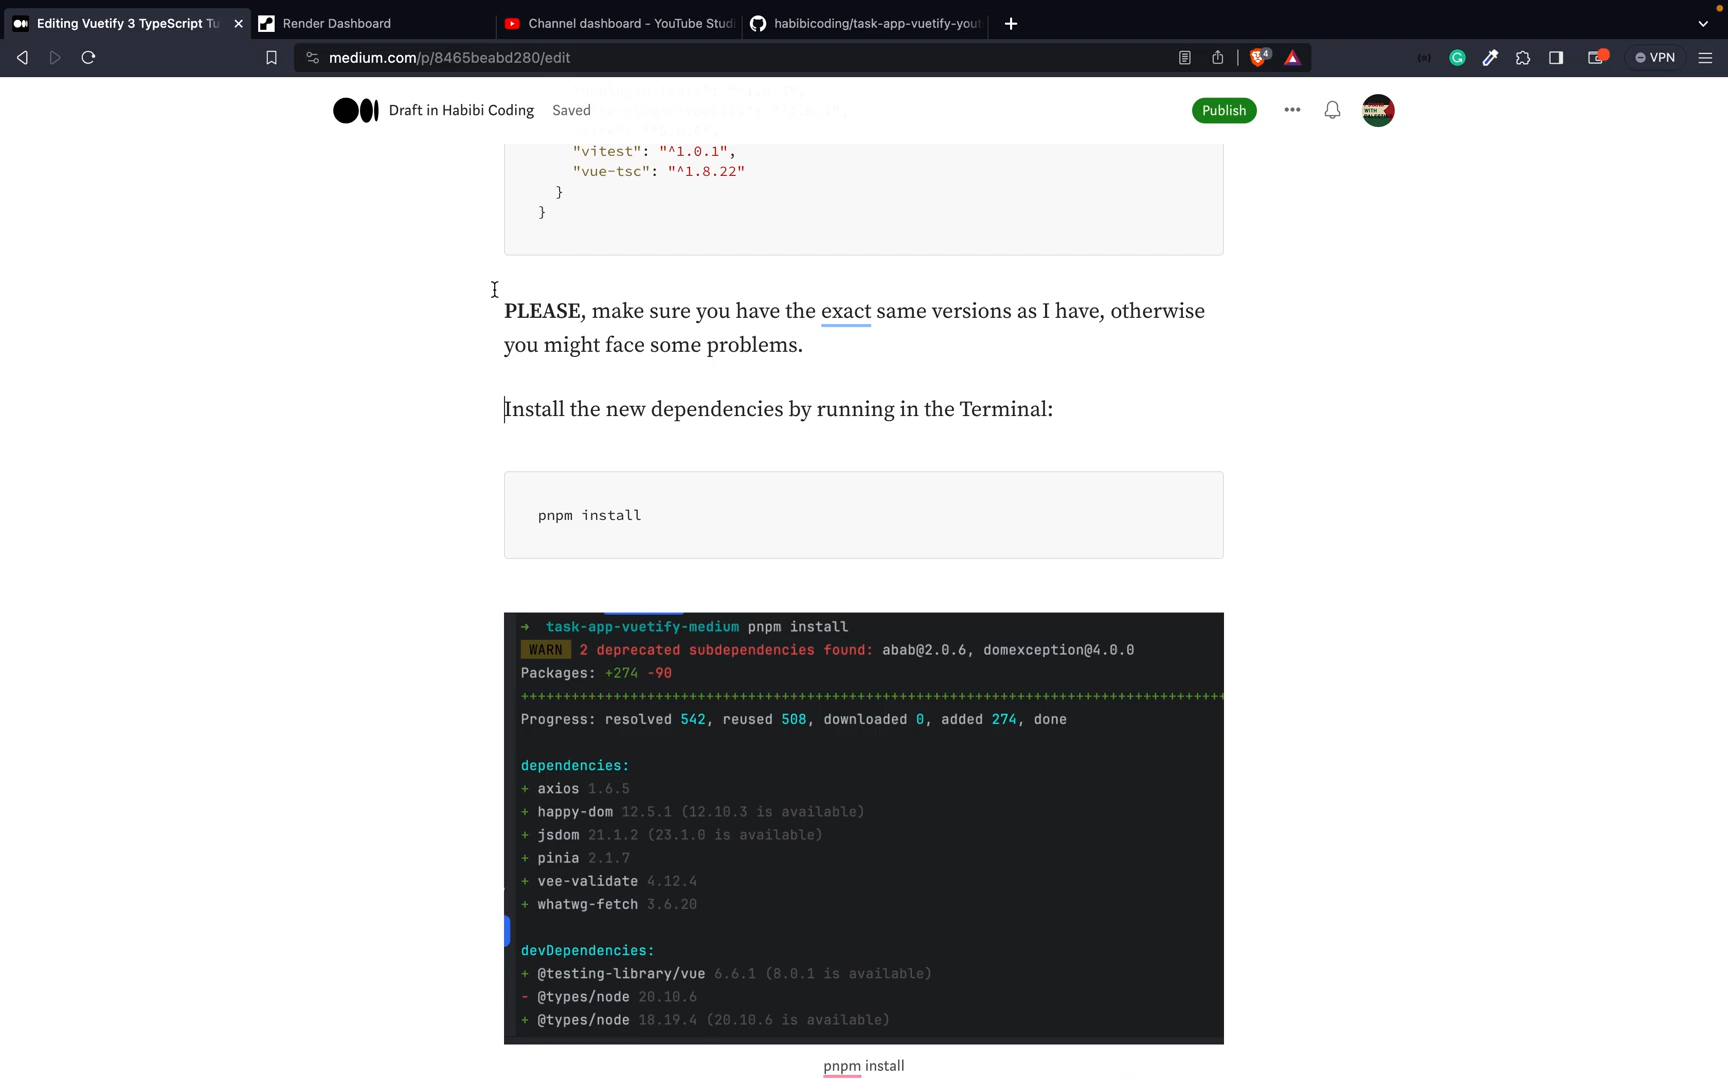 Editing Vuetify 3 TypeScript Tu
Render Dashboard
Channel dashboard - YouTube Studi
habibicoding/task-app-vuetify-yout
medium.com/p/8465beabd280/edit
4
VPN
Draft in Habibi Coding
Saved
Publish
"vitest": "^1.0.1",
"vue-tsc": "^1.8.22"
}
}
PLEASE, make sure you have the exact same versions as I have, otherwise
you might face some problems.
Install the new dependencies by running in the Terminal:
pnpm install
→ task-app-vuetify-medium pnpm install
WARN 2 deprecated subdependencies found: abab@2.0.6, domexception@4.0.0
Packages: +274 -90
++++++++++++++++++++++++++++++++++++++++++++++++++++++++++++++++++++++++++++++++++++
Progress: resolved 542, reused 508, downloaded 0, added 274, done
dependencies:
+ axios 1.6.5
+ happy-dom 12.5.1 (12.10.3 is available)
+ jsdom 21.1.2 (23.1.0 is available)
+ pinia 2.1.7
+ vee-validate 4.12.4
+ whatwg-fetch 3.6.20
devDependencies:
+ @testing-library/vue 6.6.1 (8.0.1 is available)
- @types/node 20.10.6
+ @types/node 18.19.4 (20.10.6 is available)
pnpm install